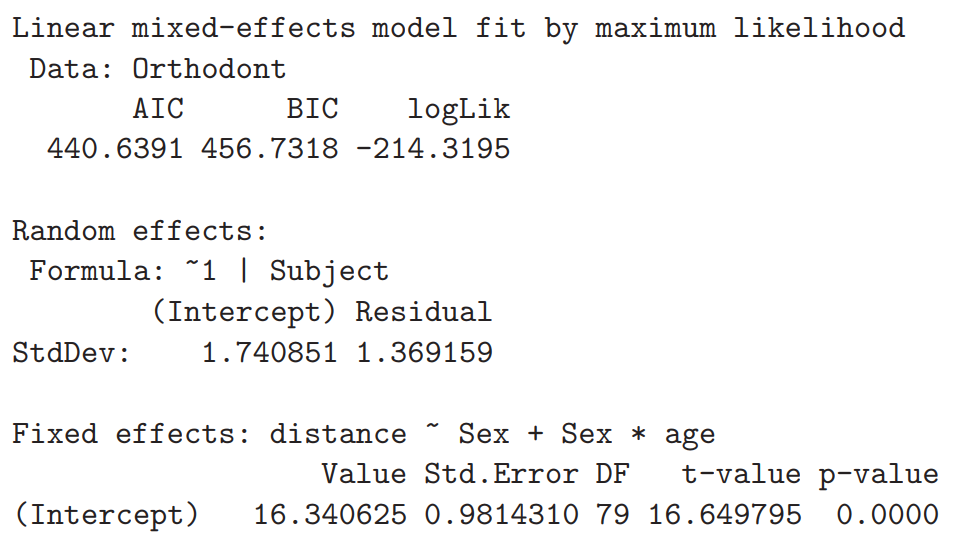 Linear mixed-effects model fit by maximum likelihood
Data: Orthodont
AIC BIC logLik
440.6391 456.7318 -214.3195
Random effects:
Formula: ~1 | Subject
(Intercept) Residual
StdDev: 1.740851 1.369159
Fixed effects: distance ~ Sex + Sex * age
Value Std.Error DF t-value p-value
(Intercept) 16.340625 0.9814310 79 16.649795 0.0000